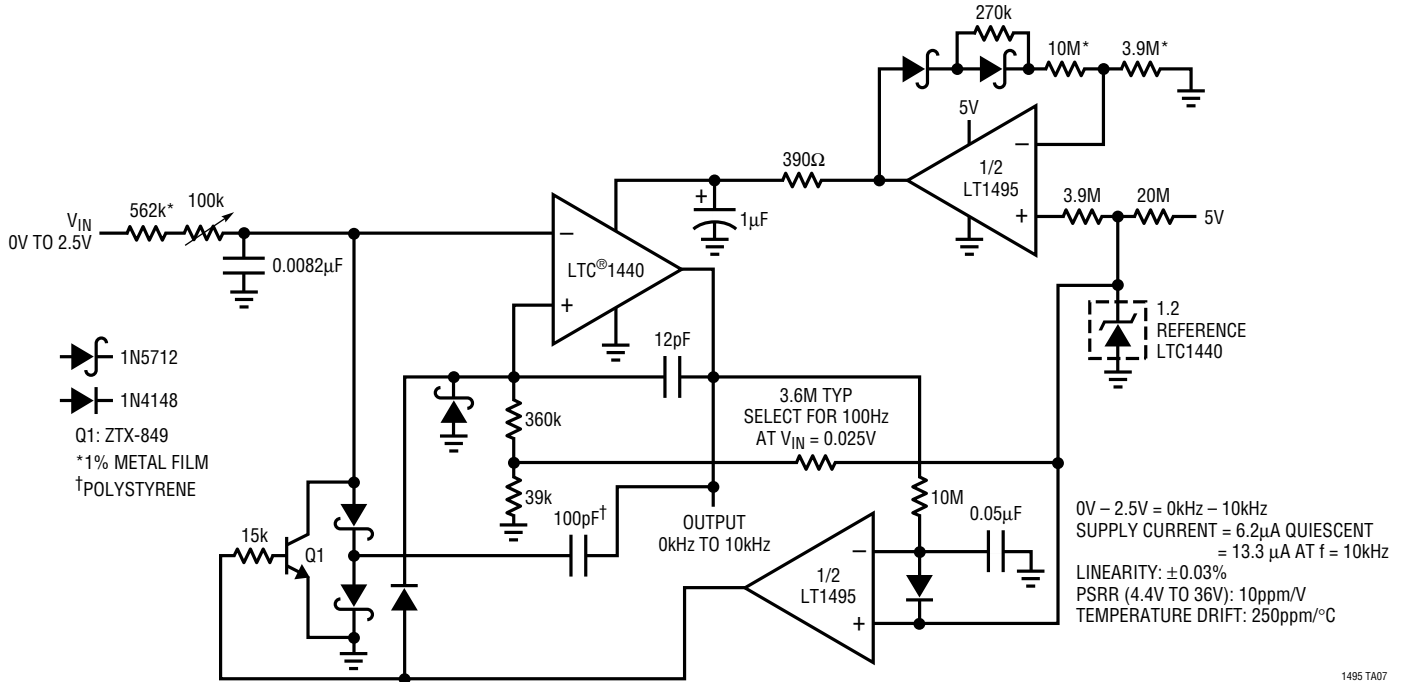 270k
10M*
3.9M*
5V
390Ω
1/2
LT1495
−
+
3.9M
20M
5V
VIN
0V TO 2.5V
562k*
100k
0.0082µF
+
1µF
−
LTC®1440
+
1.2
REFERENCE
LTC1440
12pF
1N5712
1N4148
Q1: ZTX-849
*1% METAL FILM
†POLYSTYRENE
360k
3.6M TYP
SELECT FOR 100Hz
AT VIN = 0.025V
39k
100pF†
OUTPUT
0kHz TO 10kHz
10M
0.05µF
15k
Q1
1/2
LT1495
−
+
0V – 2.5V = 0kHz – 10kHz
SUPPLY CURRENT = 6.2µA QUIESCENT
= 13.3 µA AT f = 10kHz
LINEARITY: ±0.03%
PSRR (4.4V TO 36V): 10ppm/V
TEMPERATURE DRIFT: 250ppm/°C
1495 TA07